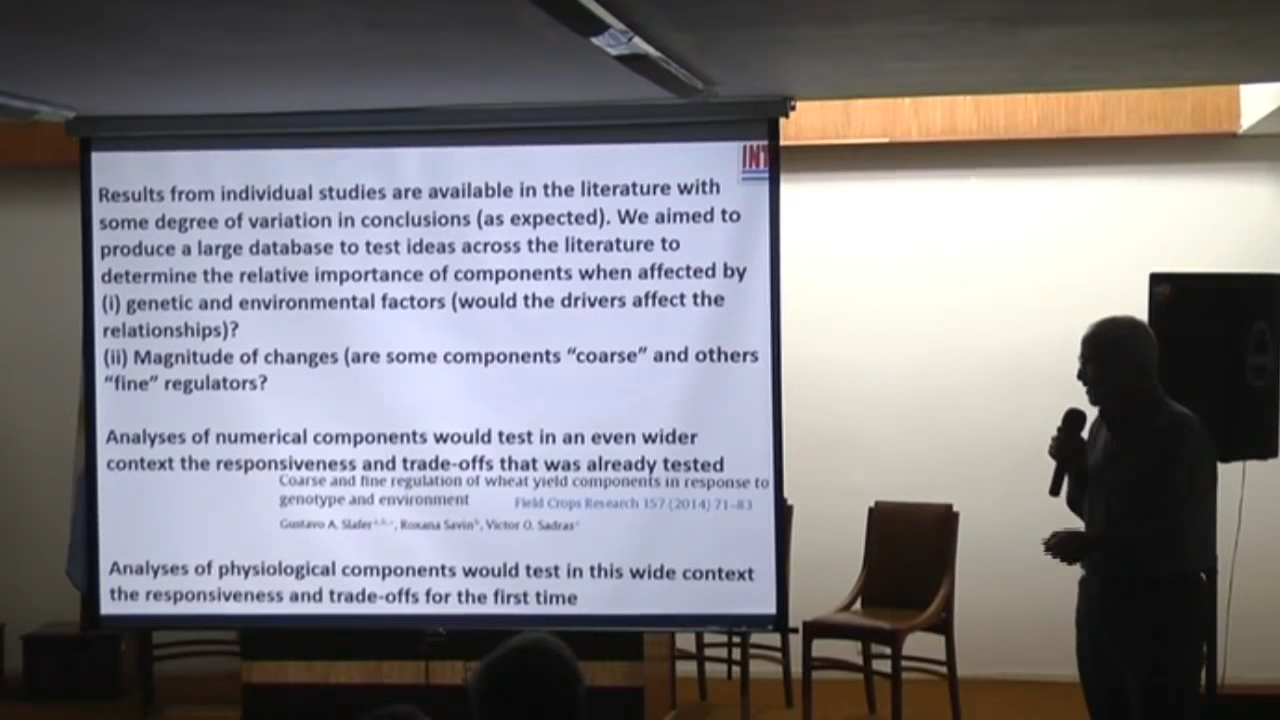 INT
Results from individual studies are available in the literature with
some degree of variation in conclusions (as expected). We aimed to
produce a large database to test ideas across the literature to
determine the relative importance of components when affected by
(i) genetic and environmental factors (would the drivers affect the
relationships)?
(ii) Magnitude of changes (are some components “coarse” and others
“fine” regulators?
Analyses of numerical components would test in an even wider
context the responsiveness and trade-offs that was already tested
Coarse and fine regulation of wheat yield components in response to
genotype and environment Field Crops Research 157 (2014) 71–83
Gustavo A. Slafer, Roxana Savin, Victor O. Sadras
Analyses of physiological components would test in this wide context
the responsiveness and trade-offs for the first time